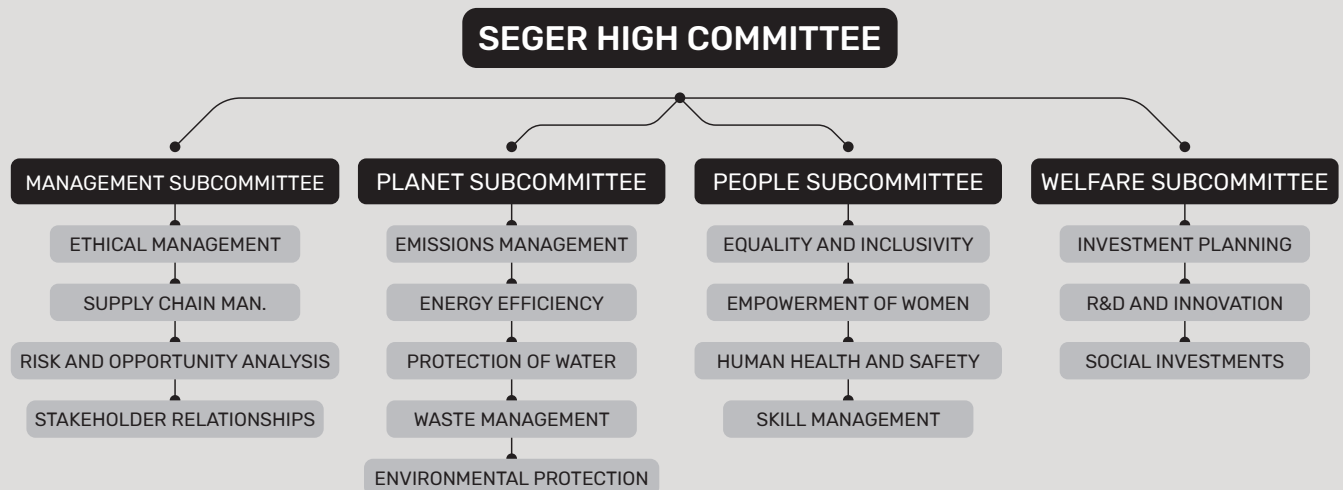 SEGER HIGH COMMITTEE
MANAGEMENT SUBCOMMITTEE
ETHICAL MANAGEMENT
SUPPLY CHAIN MAN.
RISK AND OPPORTUNITY ANALYSIS
STAKEHOLDER RELATIONSHIPS
PLANET SUBCOMMITTEE
EMISSIONS MANAGEMENT
ENERGY EFFICIENCY
PROTECTION OF WATER
WASTE MANAGEMENT
ENVIRONMENTAL PROTECTION
PEOPLE SUBCOMMITTEE
EQUALITY AND INCLUSIVITY
EMPOWERMENT OF WOMEN
HUMAN HEALTH AND SAFETY
SKILL MANAGEMENT
WELFARE SUBCOMMITTEE
INVESTMENT PLANNING
R&D AND INNOVATION
SOCIAL INVESTMENTS